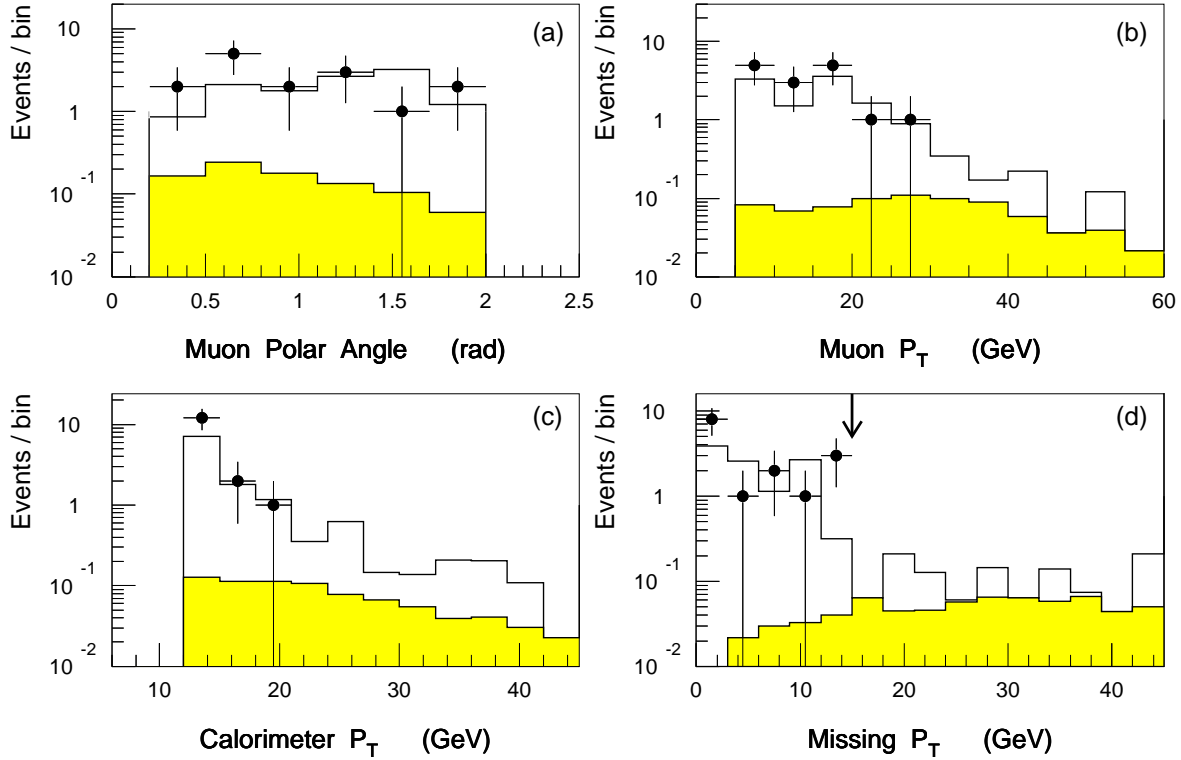 Events / bin
10
1
10 -1
10 -2
(a)
0 0.5 1 1.5 2 2.5
Muon Polar Angle (rad)
Events / bin
10
1
10 -1
10 -2
(b)
0 20 40 60
Muon PT (GeV)
Events / bin
10
1
10 -1
10 -2
(c)
10 20 30 40
Calorimeter PT (GeV)
Events / bin
10
1
10 -1
10 -2
(d)
0 10 20 30 40
Missing PT (GeV)